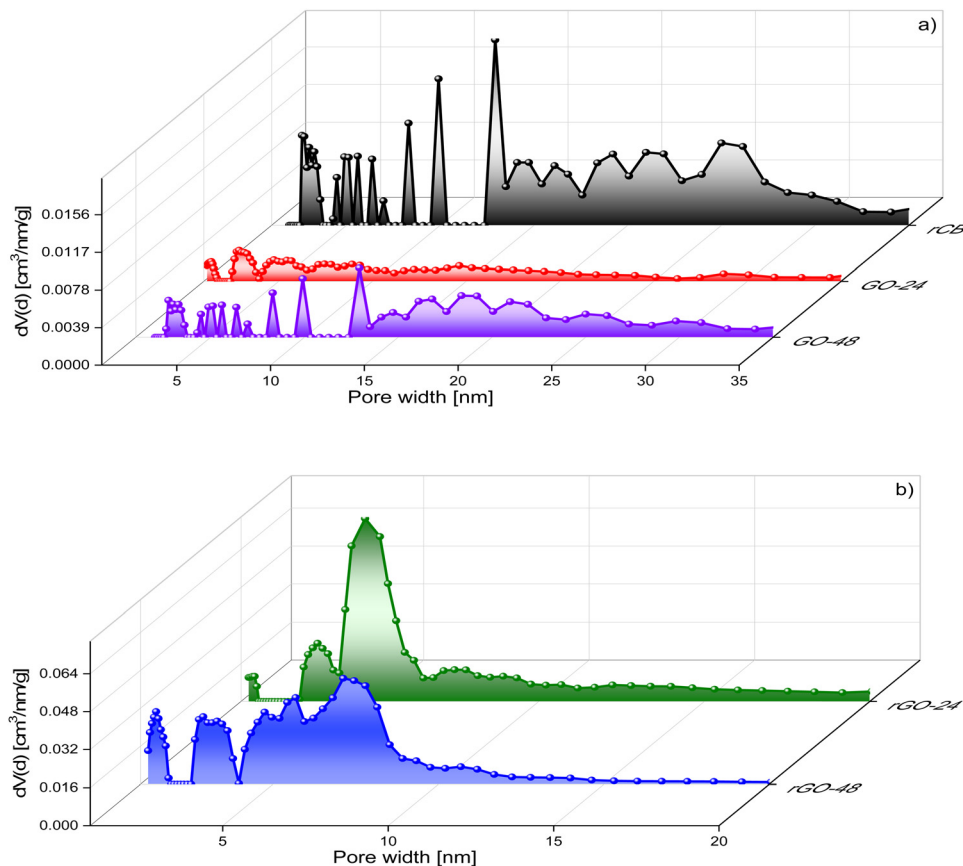 a)
dV(d) [cm³/nm/g]
0.0156
0.0117
0.0078
0.0039
0.0000
rCB
GO-24
GO-48
5 10 15 20 25 30 35
Pore width [nm]
b)
dV(d) [cm³/nm/g]
0.064
0.048
0.032
0.016
0.000
rGO-24
rGO-48
5 10 15 20
Pore width [nm]